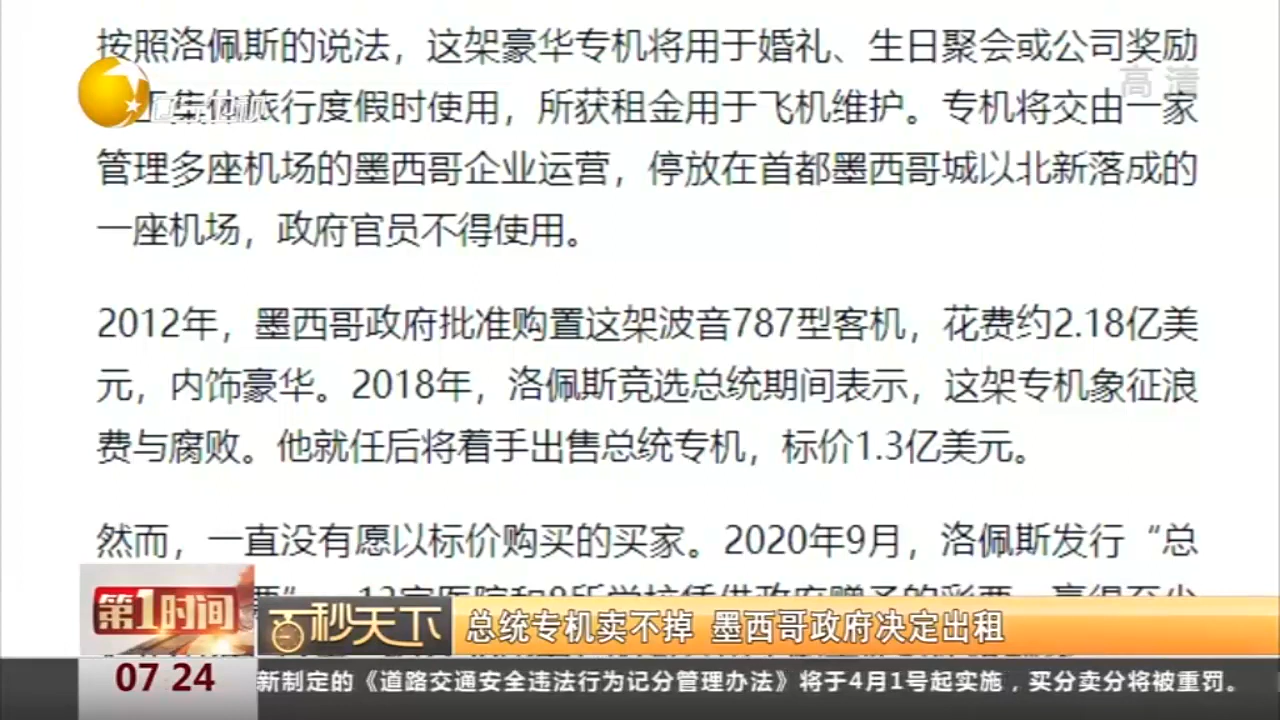 按照洛佩斯的说法，这架豪华专机将用于婚礼、生日聚会或公司奖励
高清
集体旅行度假时使用，所获租金用于飞机维护。专机将交由一家
管理多座机场的墨西哥企业运营，停放在首都墨西哥城以北新落成的
一座机场，政府官员不得使用。
2012年，墨西哥政府批准购置这架波音787型客机，花费约2.18亿美
元，内饰豪华。2018年，洛佩斯竞选总统期间表示，这架专机象征浪
费与腐败。他就任后将着手出售总统专机，标价1.3亿美元。
然而，一直没有愿以标价购买的买家。2020年9月，洛佩斯发行“总
第1时间
百秒天下
总统专机卖不掉 墨西哥政府决定出租
07 24
新制定的《道路交通安全违法行为记分管理办法》将于4月1号起实施，买分卖分将被重罚。